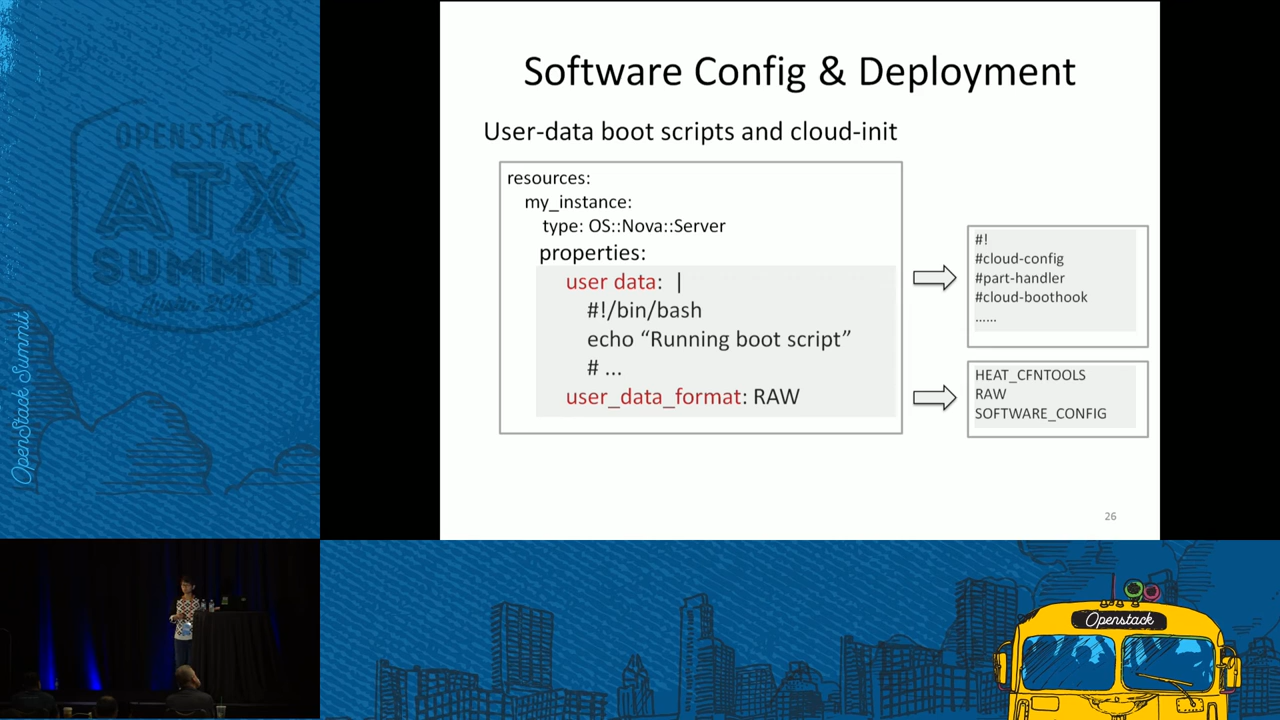 OPENSTACK
ATX
SUMMIT
OpenStack Summit
Software Config & Deployment
User-data boot scripts and cloud-init
resources:
my_instance:
type: OS::Nova::Server
properties:
user data: |
#!/bin/bash
echo “Running boot script”
# ...
user_data_format: RAW
#!
#cloud-config
#part-handler
#cloud-boothook
......
HEAT_CFNTOOLS
RAW
SOFTWARE_CONFIG
26
Openstack